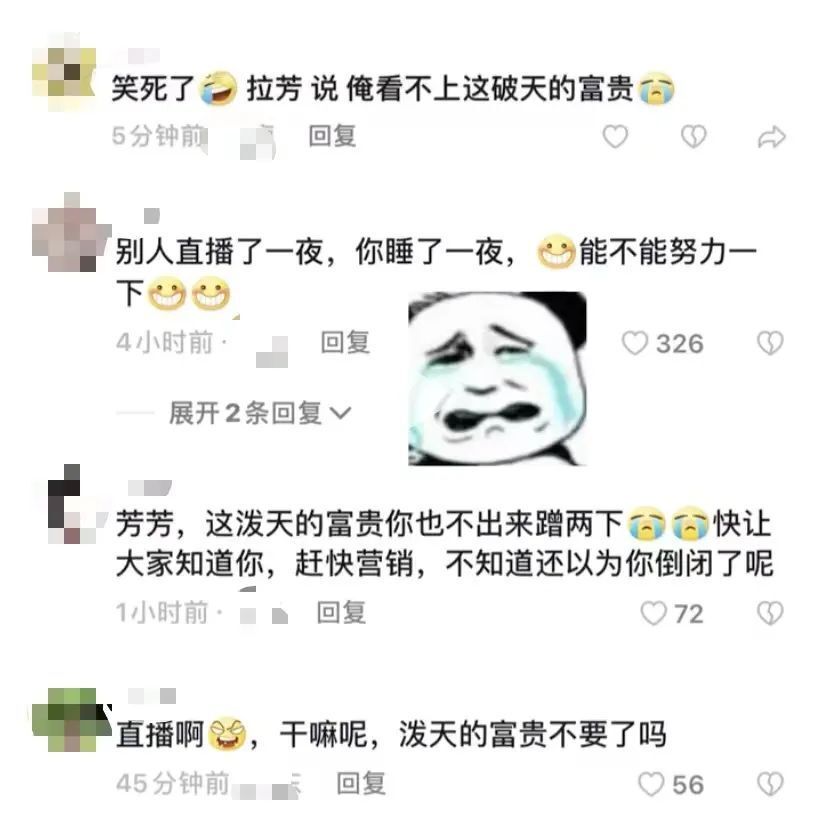 笑死了🤣 拉芳 说 俺看不上这破天的富贵😭
5分钟前 回复
别人直播了一夜，你睡了一夜，😁能不能努力一
下😁😁
4小时前· 回复 326
展开2条回复
芳芳，这泼天的富贵你也不出来蹭两下😭😭快让
大家知道你，赶快营销，不知道还以为你倒闭了呢
1小时前· 回复 72
直播啊😆，干嘛呢，泼天的富贵不要了吗
45分钟前 回复 56